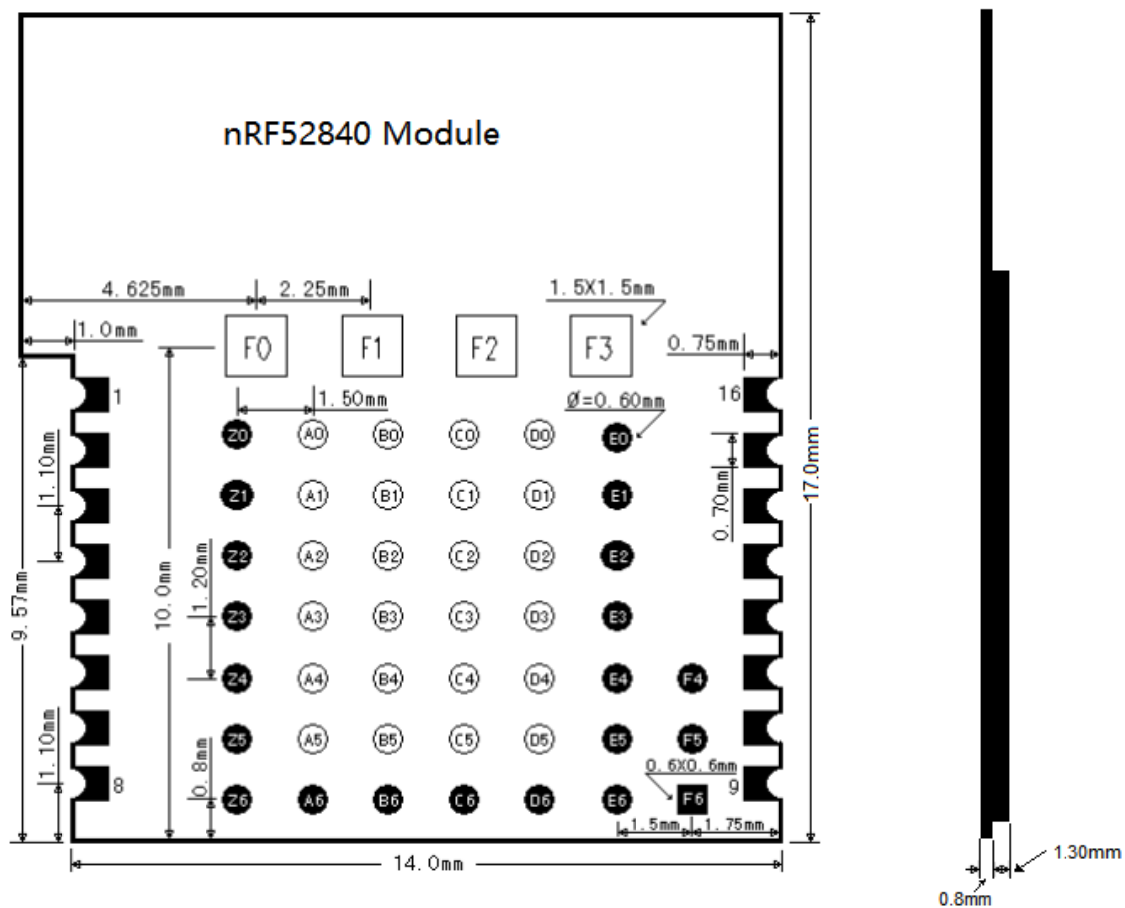 nRF52840 Module
4.625mm
2.25mm
1.5X1.5mm
1.0mm
F0 F1 F2 F3
0.75mm
1 16
1.50mm
Ø=0.60mm
Z0 A0 B0 C0 D0 E0
1.10mm
17.0mm
Z1 A1 B1 C1 D1 E1
0.70mm
Z2 A2 B2 C2 D2 E2
1.20mm
9.57mm
10.0mm
Z3 A3 B3 C3 D3 E3
Z4 A4 B4 C4 D4 E4 F4
1.10mm
Z5 A5 B5 C5 D5 E5 F5
0.8mm
0.6X0.6mm
8 9
Z6 A6 B6 C6 D6 E6 F6
1.5mm
1.75mm
14.0mm
1.30mm
0.8mm